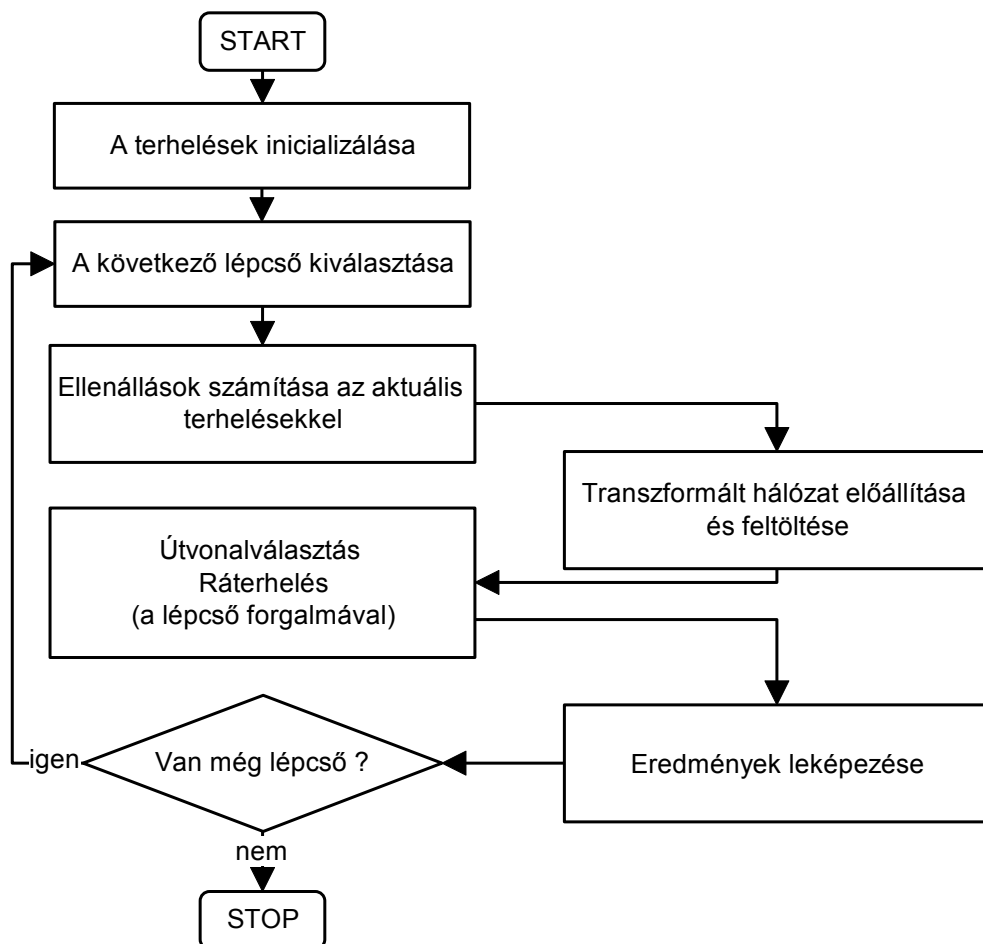 START
A terhelések inicializálása
A következő lépcső kiválasztása
Ellenállások számítása az aktuális
terhelésekkel
Transzformált hálózat előállítása
és feltöltése
Útvonalválasztás
Ráterhelés
(a lépcső forgalmával)
Eredmények leképezése
Van még lépcső ?
igen
nem
STOP